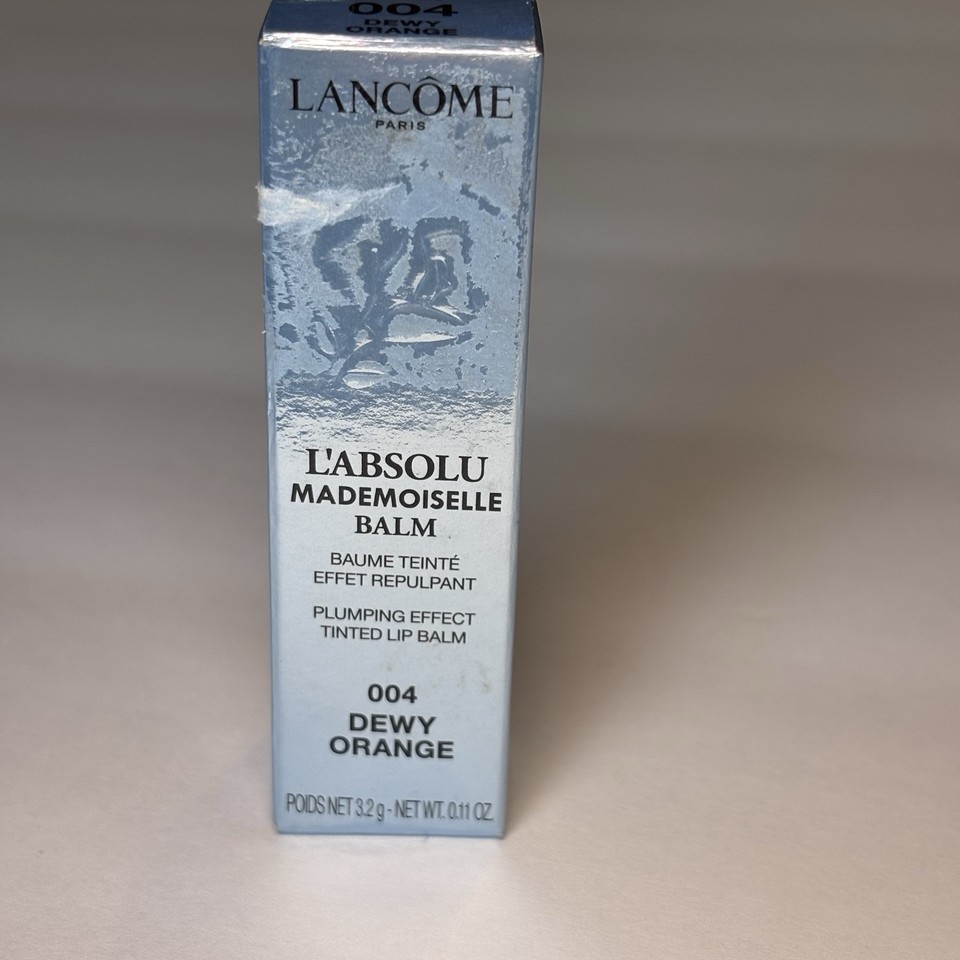 004
DEWY
ORANGE
LANCÔME
PARIS
L'ABSOLU
MADEMOISELLE
BALM
BAUME TEINTÉ
EFFET REPULPANT
PLUMPING EFFECT
TINTED LIP BALM
004
DEWY
ORANGE
POIDS NET 3.2 g - NET WT. 0.11 OZ.